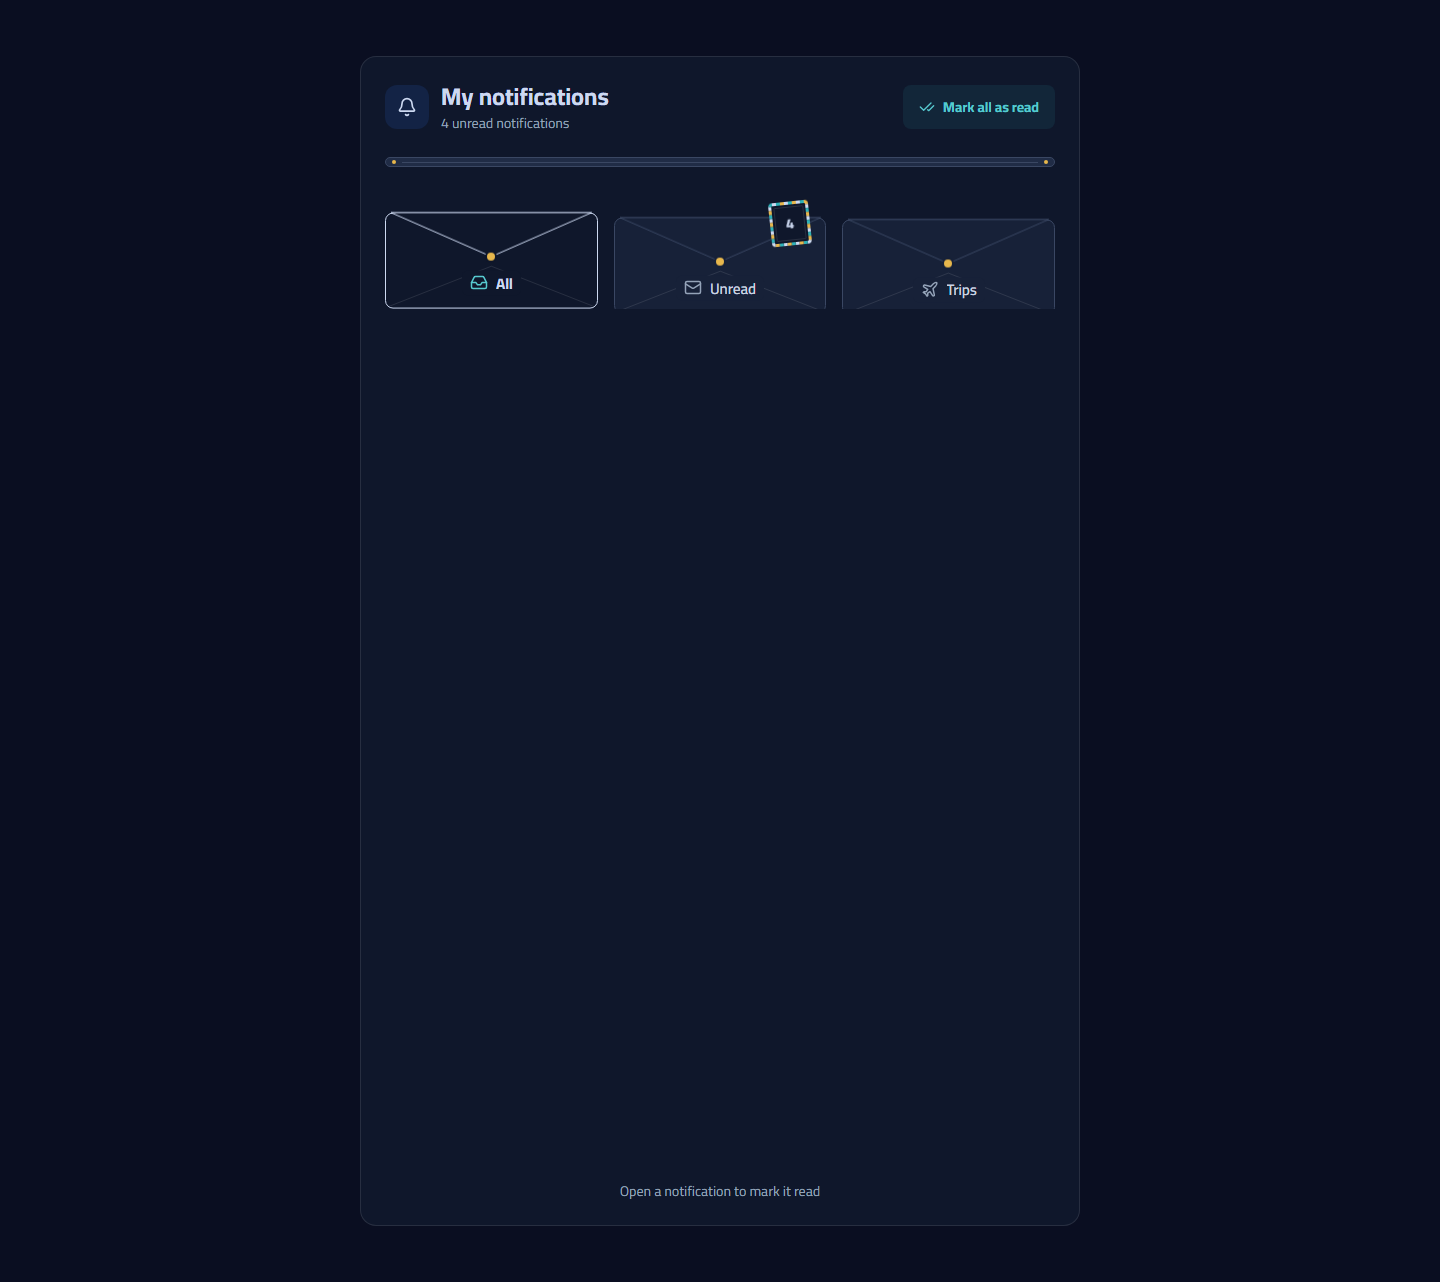 My notifications
4 unread notifications
Mark all as read
4
All
Unread
Trips
Open a notification to mark it read